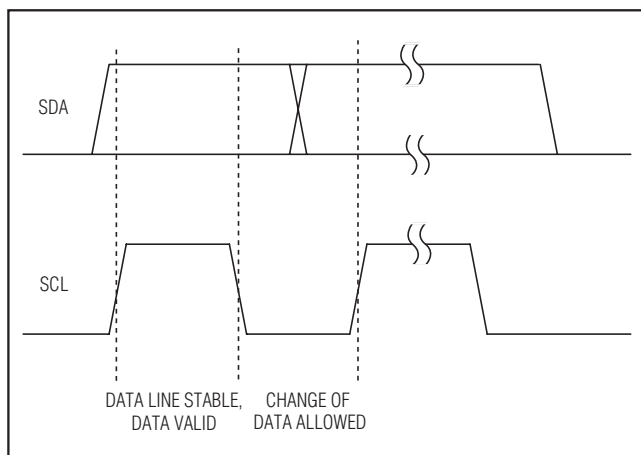 SDA
SCL
DATA LINE STABLE,
DATA VALID
CHANGE OF
DATA ALLOWED